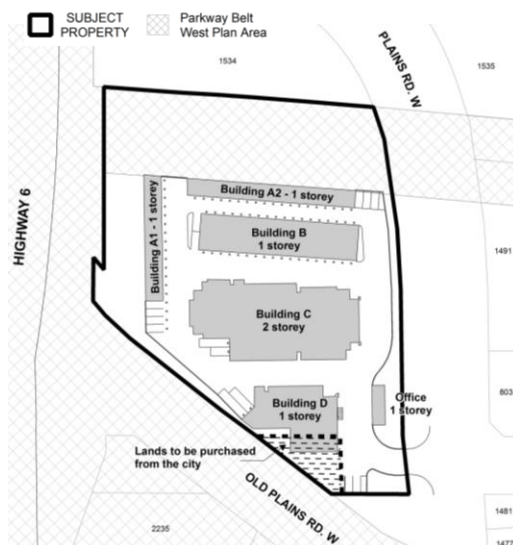 SUBJECT
PROPERTY
Parkway Belt
West Plan Area
1534
PLAINS RD. W
1535
HIGHWAY 6
Building A1 - 1 storey
Building A2 - 1 storey
Building B
1 storey
1491
Building C
2 storey
Building D
1 storey
Office
1 storey
603
Lands to be purchased
from the city
OLD PLAINS RD. W
2235
1481
1477